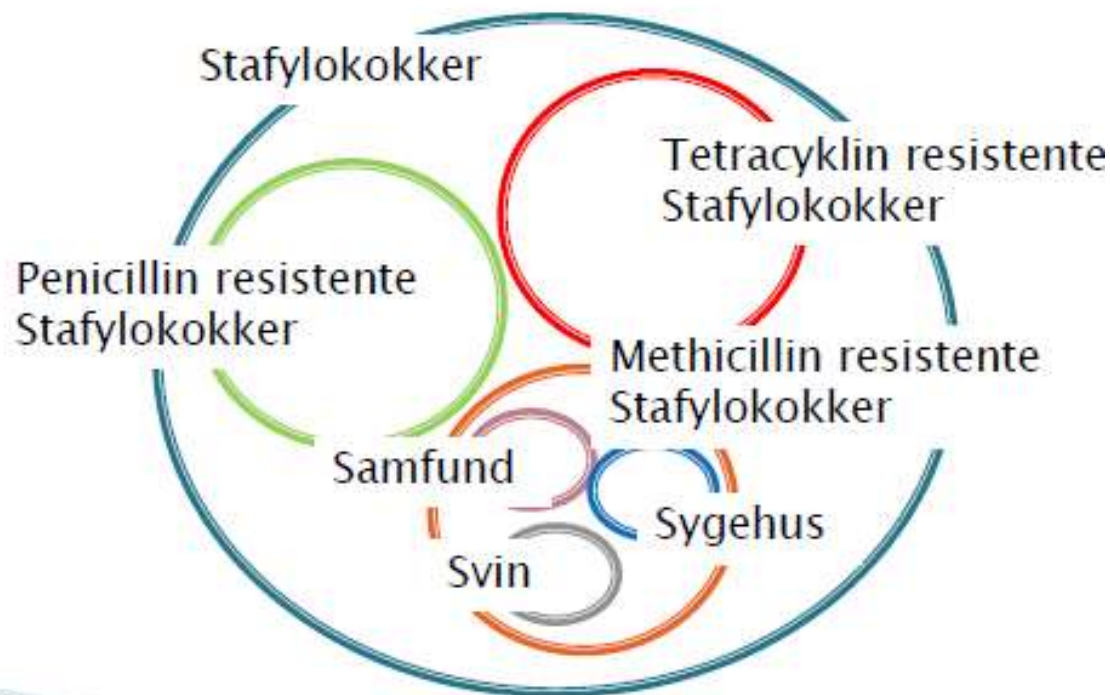 Stafylokokker
Tetracyklin resistente
Stafylokokker
Penicillin resistente
Stafylokokker
Methicillin resistente
Stafylokokker
Samfund
Sygehus
Svin